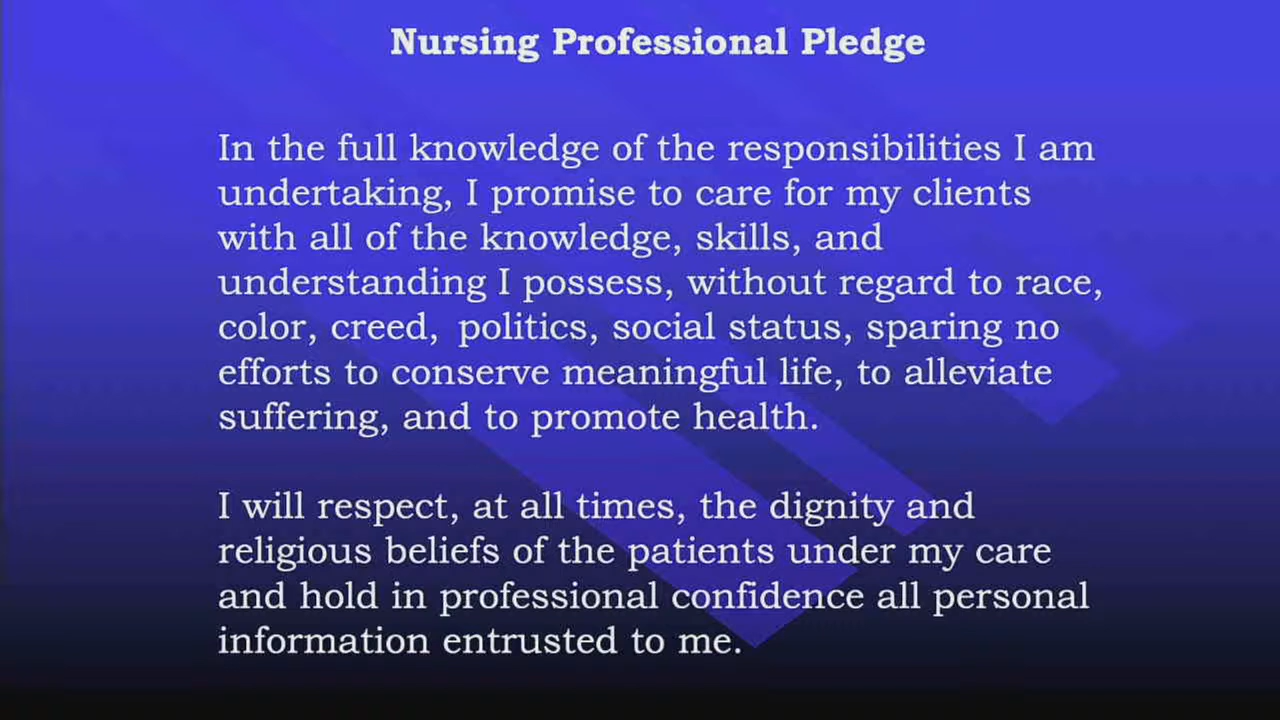 Nursing Professional Pledge
In the full knowledge of the responsibilities I am
undertaking, I promise to care for my clients
with all of the knowledge, skills, and
understanding I possess, without regard to race,
color, creed, politics, social status, sparing no
efforts to conserve meaningful life, to alleviate
suffering, and to promote health.
I will respect, at all times, the dignity and
religious beliefs of the patients under my care
and hold in professional confidence all personal
information entrusted to me.